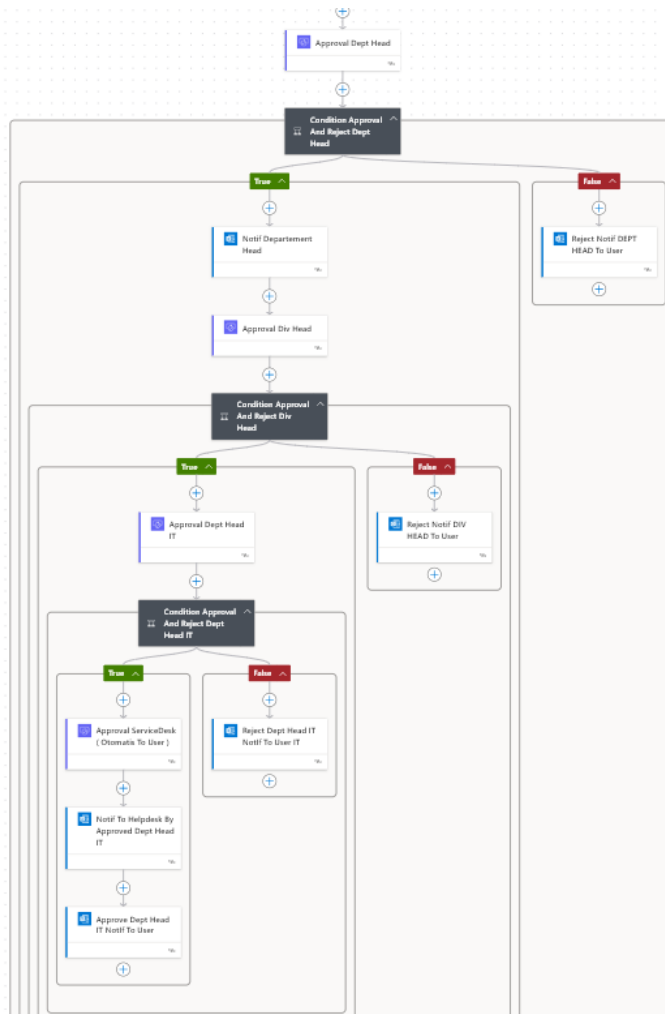 Approval Dept Head
Condition Approval
And Reject Dept
Head
True
False
Notif Departement
Head
Reject Notif DEPT
HEAD To User
Approval Div Head
Condition Approval
And Reject Div
Head
True
False
Approval Dept Head
IT
Reject Notif DIV
HEAD To User
Condition Approval
And Reject Dept
Head IT
True
False
Approval ServiceDesk
( Otomatis To User )
Reject Dept Head IT
Notif To User IT
Notif To Helpdesk By
Approved Dept Head
IT
Approve Dept Head
IT Notif To User